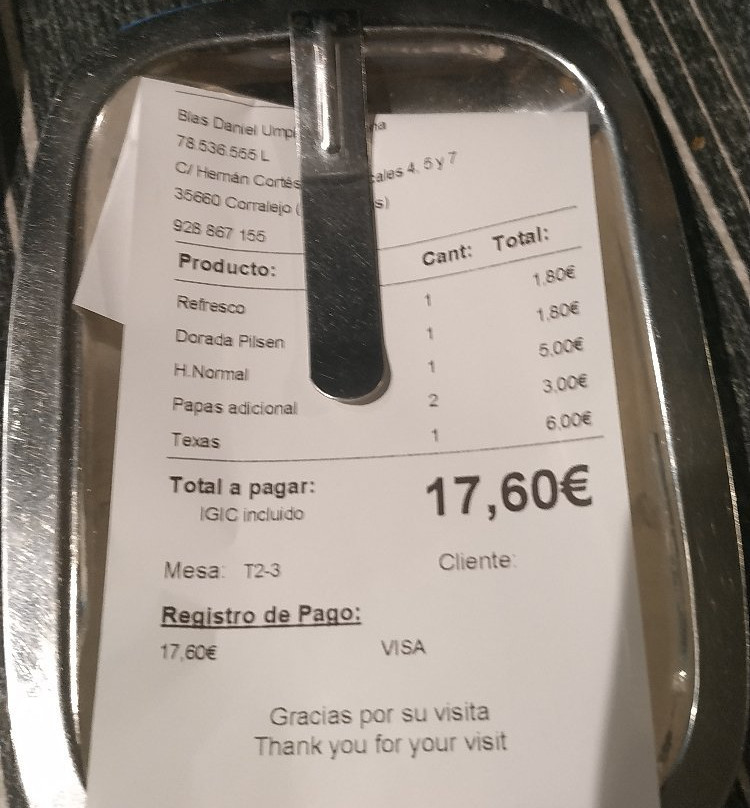 Blas Daniel
78.536.555 L
C/ Hernán Cortés 4, 5 y 7
35660 Corralejo
928 867 155
Producto: Cant: Total:
Refresco 1 1,80€
Dorada Pilsen 1 1,80€
H.Normal 1 5,00€
Papas adicional 2 3,00€
Texas 1 6,00€
Total a pagar: 17,60€
IGIC incluido
Mesa: T2-3 Cliente:
Registro de Pago:
17,60€ VISA
Gracias por su visita
Thank you for your visit